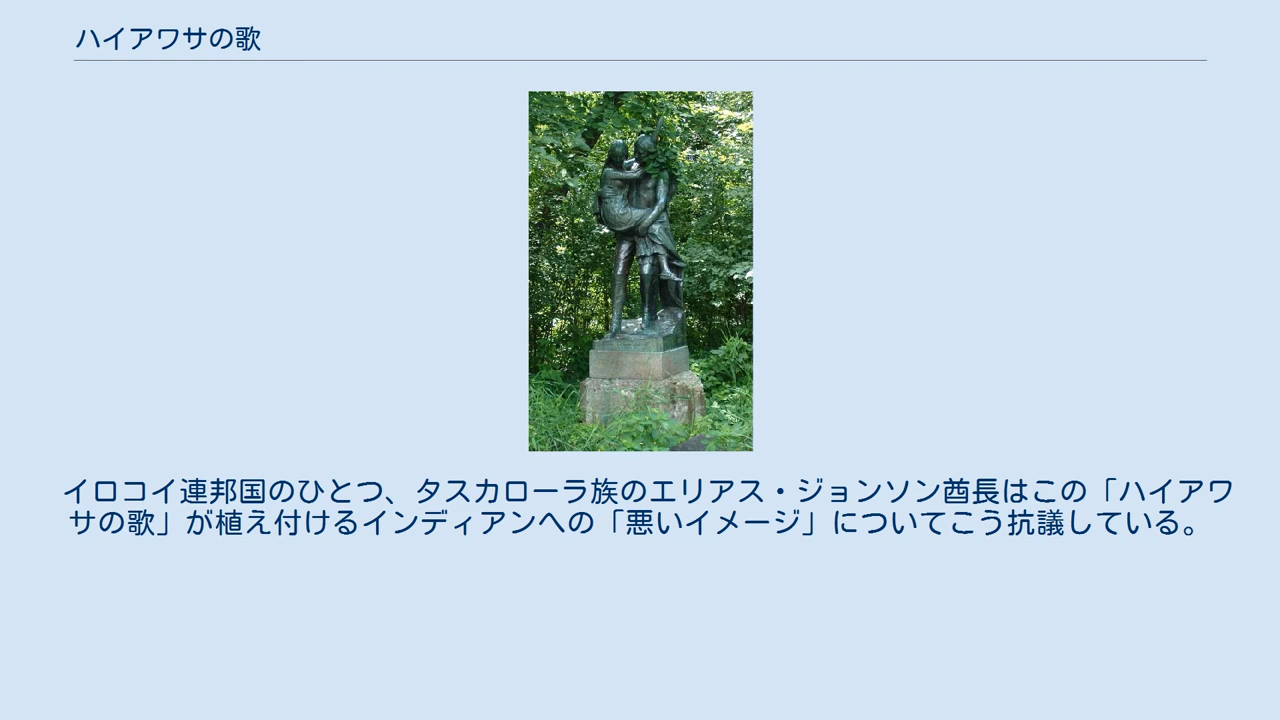 ハイアワサの歌
イロコイ連邦国のひとつ、タスカローラ族のエリアス・ジョンソン酋長はこの「ハイアワ
サの歌」が植え付けるインディアンへの「悪いイメージ」についてこう抗議している。